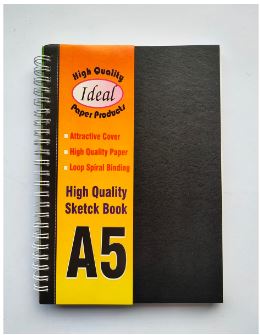 High Quality
Ideal
Paper Products
Attractive Cover
High Quality Paper
Loop Spiral Binding
High Quality
Sketck Book
A5